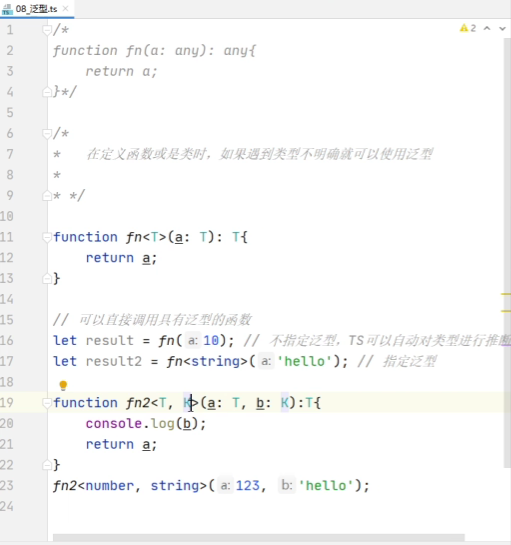 08_泛型.ts
2
1 /*
2 function fn(a: any): any{
3 return a;
4 }*/
5
6 /*
7 * 在定义函数或是类时，如果遇到类型不明确就可以使用泛型
8 *
9 * */
10
11 function fn<T>(a: T): T{
12 return a;
13 }
14
15 // 可以直接调用具有泛型的函数
16 let result = fn( a: 10); // 不指定泛型，TS可以自动对类型进行推断
17 let result2 = fn<string>( a: 'hello'); // 指定泛型
18
19 function fn2<T, K>(a: T, b: K):T{
20 console.log(b);
21 return a;
22 }
23 fn2<number, string>( a: 123, b: 'hello');
24